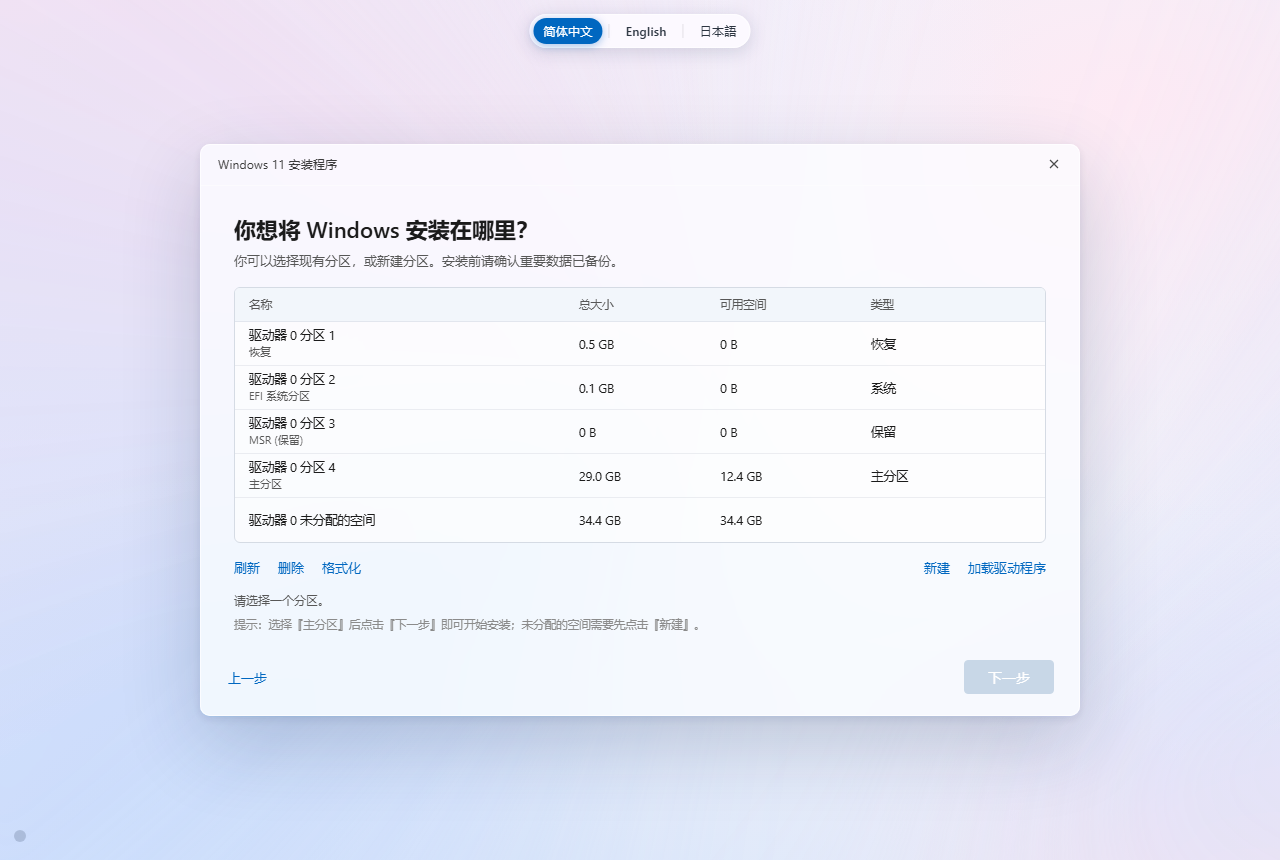 简体中文 English 日本語
Windows 11 安装程序
你想将 Windows 安装在哪里?
你可以选择现有分区，或新建分区。安装前请确认重要数据已备份。
名称 总大小 可用空间 类型
驱动器 0 分区 1
恢复
0.5 GB 0 B 恢复
驱动器 0 分区 2
EFI 系统分区
0.1 GB 0 B 系统
驱动器 0 分区 3
MSR (保留)
0 B 0 B 保留
驱动器 0 分区 4
主分区
29.0 GB 12.4 GB 主分区
驱动器 0 未分配的空间 34.4 GB 34.4 GB
刷新 删除 格式化 新建 加载驱动程序
请选择一个分区。
提示：选择『主分区』后点击『下一步』即可开始安装；未分配的空间需要先点击『新建』。
上一步 下一步